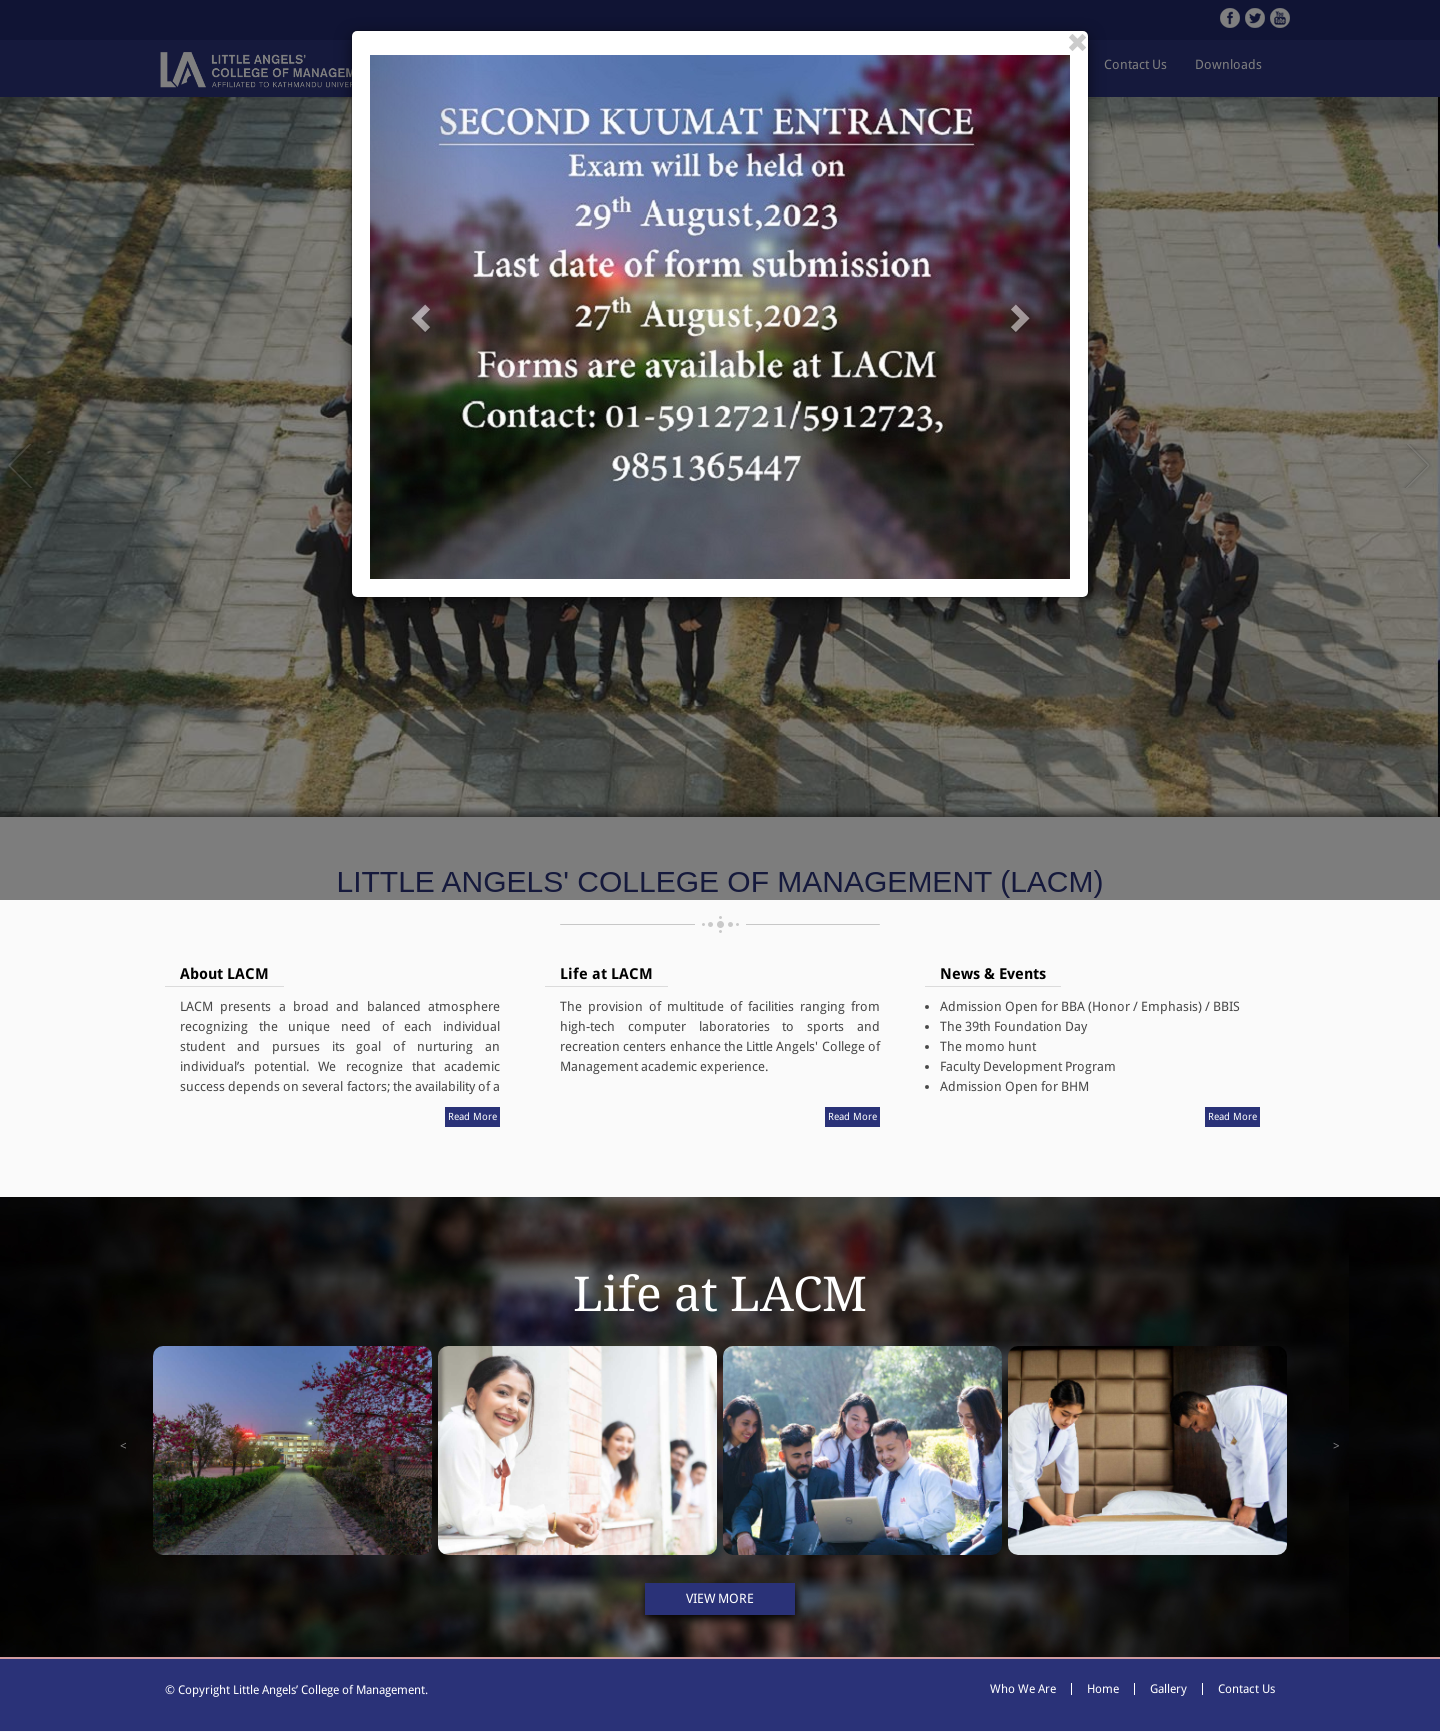 LA LITTLE ANGELS'
COLLEGE OF
AFFILIATED TO KATHMANDU
Contact Us Downloads
SECOND KUUMAT ENTRANCE
Exam will be held on
29th August,2023
Last date of form submission
27th August,2023
Forms are available at LACM
Contact: 01-5912721/5912723,
9851365447
LITTLE ANGELS' COLLEGE OF MANAGEMENT (LACM)
About LACM
LACM presents a broad and balanced atmosphere
recognizing the unique need of each individual
student and pursues its goal of nurturing an
individual’s potential. We recognize that academic
success depends on several factors; the availability of a
Read More
Life at LACM
The provision of multitude of facilities ranging from
high-tech computer laboratories to sports and
recreation centers enhance the Little Angels' College of
Management academic experience.
Read More
News & Events
• Admission Open for BBA (Honor / Emphasis) / BBIS
• The 39th Foundation Day
• The momo hunt
• Faculty Development Program
• Admission Open for BHM
Read More
Life at LACM
< >
VIEW MORE
© Copyright Little Angels’ College of Management.
Who We Are | Home | Gallery | Contact Us